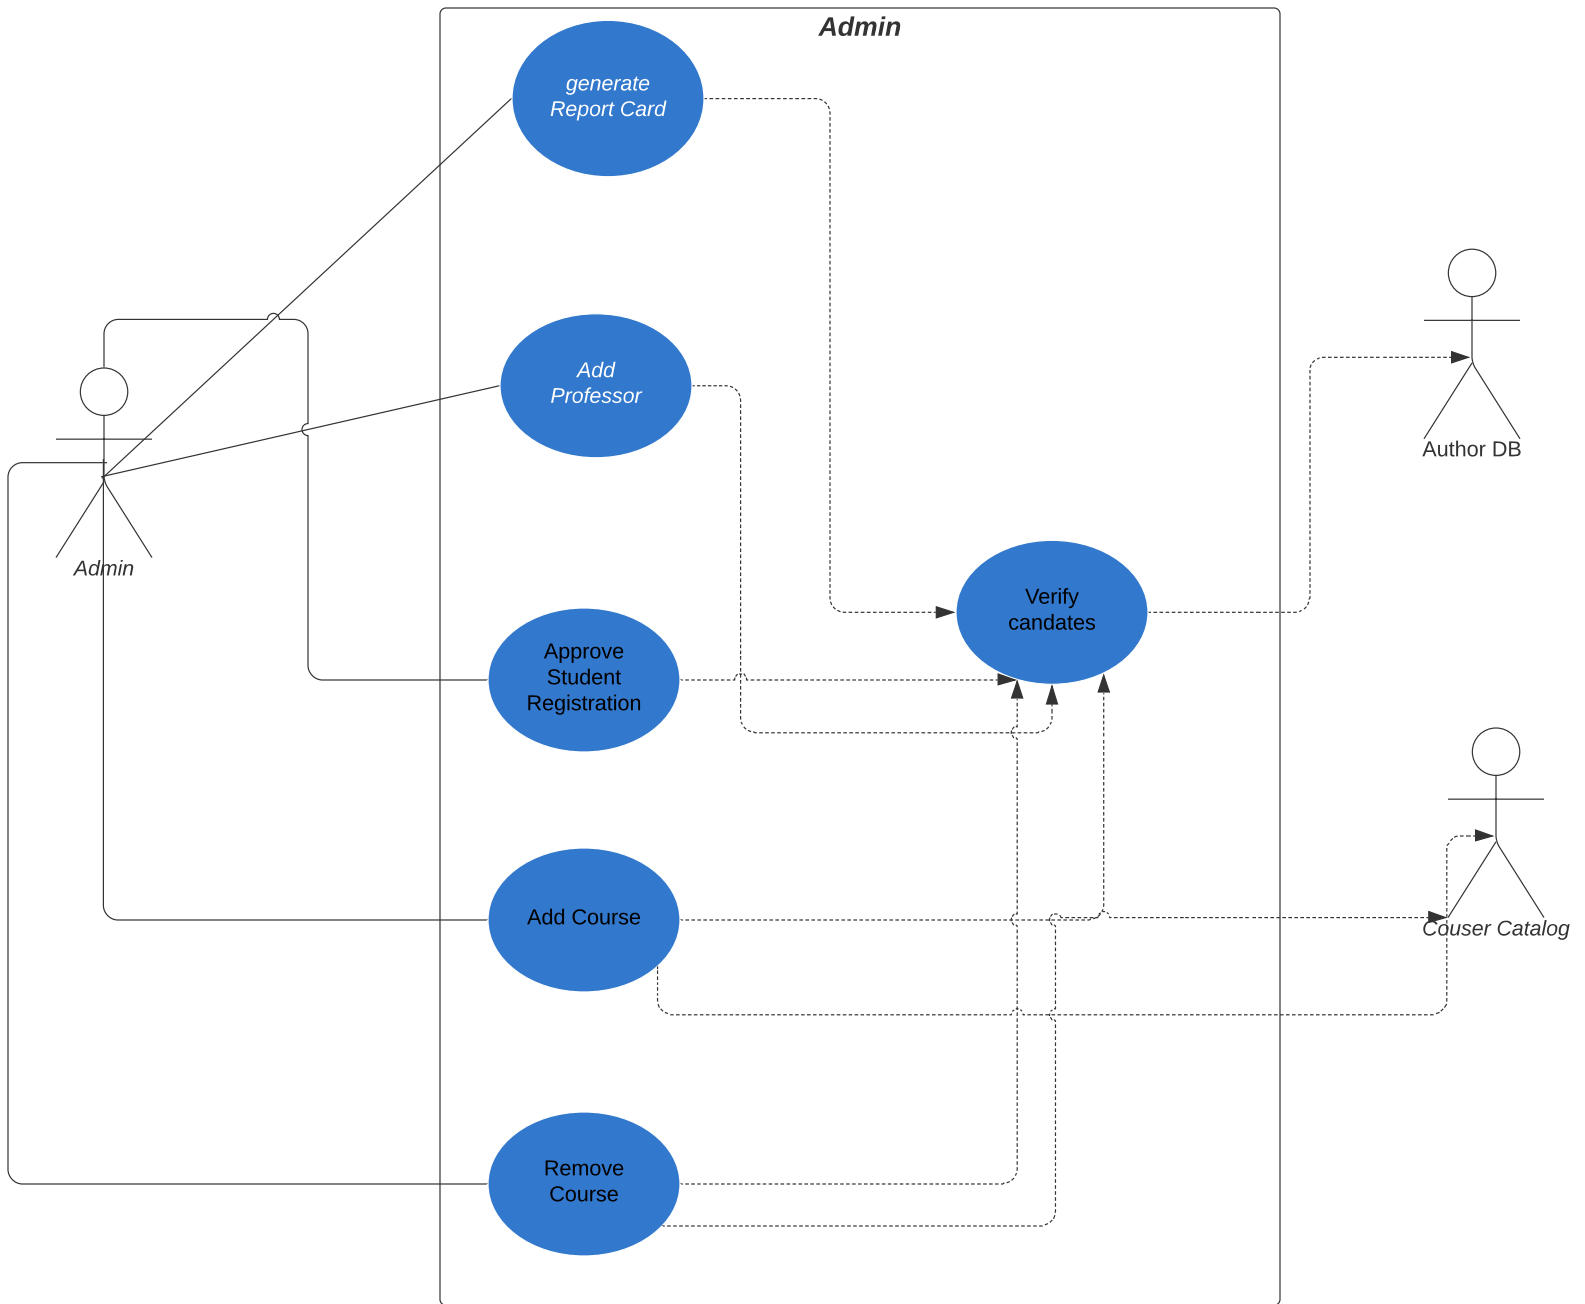 Admin
generate
Report Card
Add
Professor
Author DB
Admin
Verify
candates
Approve
Student
Registration
Add Course
Couser Catalog
Remove
Course